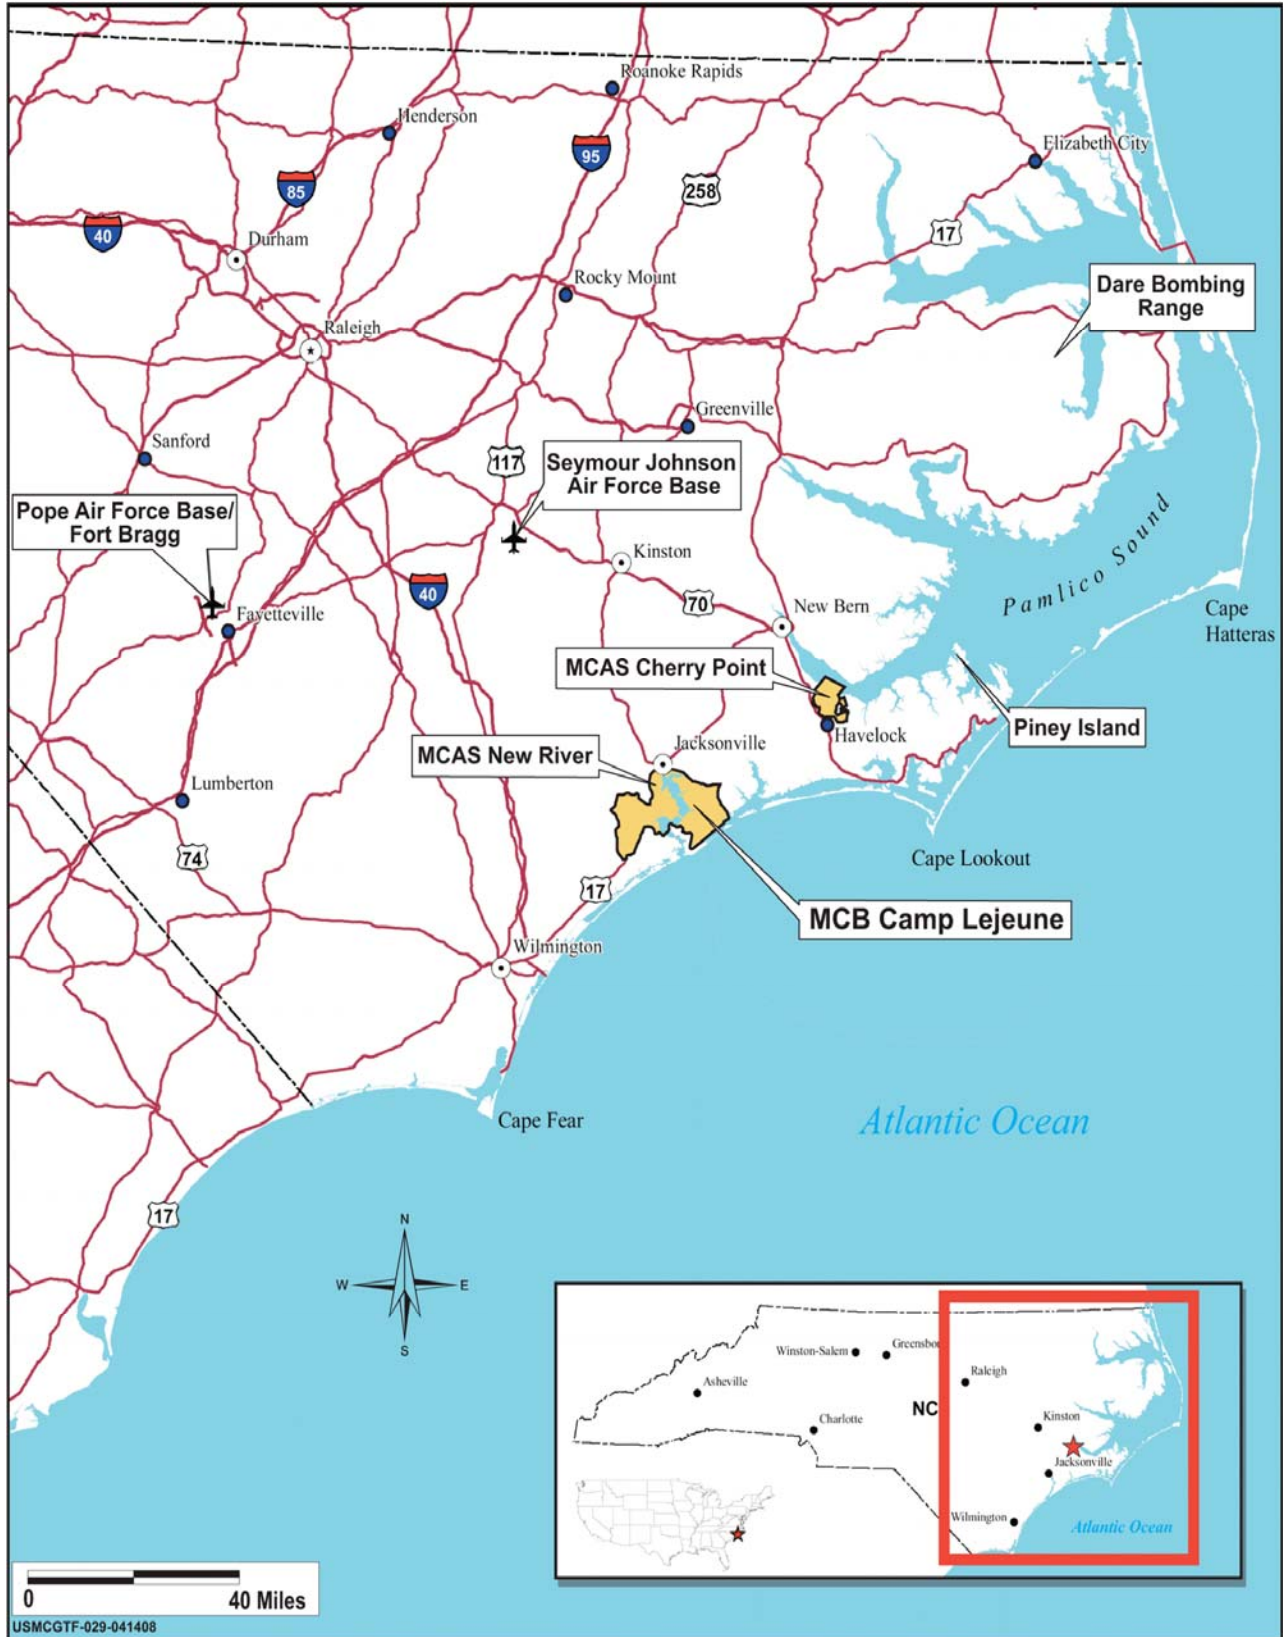 Roanoke Rapids
Henderson
95
Elizabeth City
85
258
40
17
Durham
Rocky Mount
Dare Bombing
Range
Raleigh
Greenville
Sanford
117
Seymour Johnson
Air Force Base
Pope Air Force Base/
Fort Bragg
Pamlico Sound
Kinston
40
70
New Bern
Cape
Hatteras
Fayetteville
MCAS Cherry Point
Piney Island
Havelock
Jacksonville
MCAS New River
Lumberton
74
Cape Lookout
17
MCB Camp Lejeune
Wilmington
Cape Fear
Atlantic Ocean
17
N
W
E
S
Winston-Salem
Greensbor
Raleigh
Asheville
NC
Kinston
Charlotte
Jacksonville
Wilmington
Atlantic Ocean
0
40 Miles
USMCGTF-029-041408